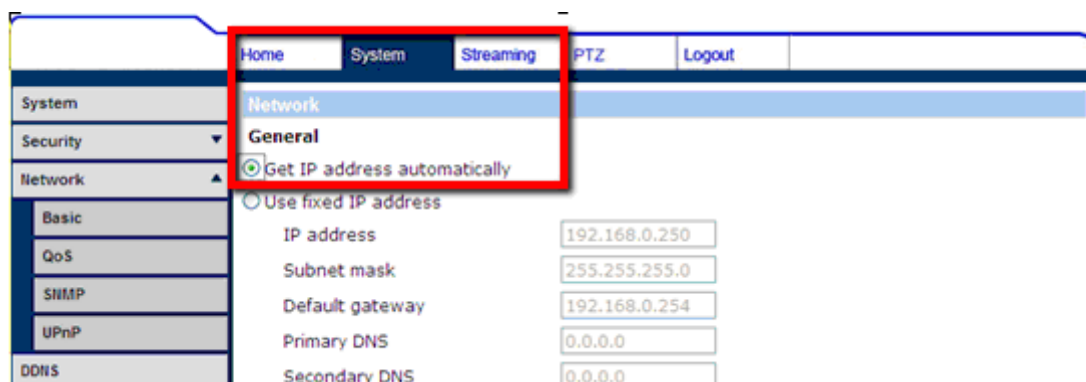 Home System Streaming PTZ Logout
System
Security
Network
Basic
QoS
SNMP
UPnP
DDNS
Network
General
Get IP address automatically
Use fixed IP address
IP address 192.168.0.250
Subnet mask 255.255.255.0
Default gateway 192.168.0.254
Primary DNS 0.0.0.0
Secondary DNS 0.0.0.0